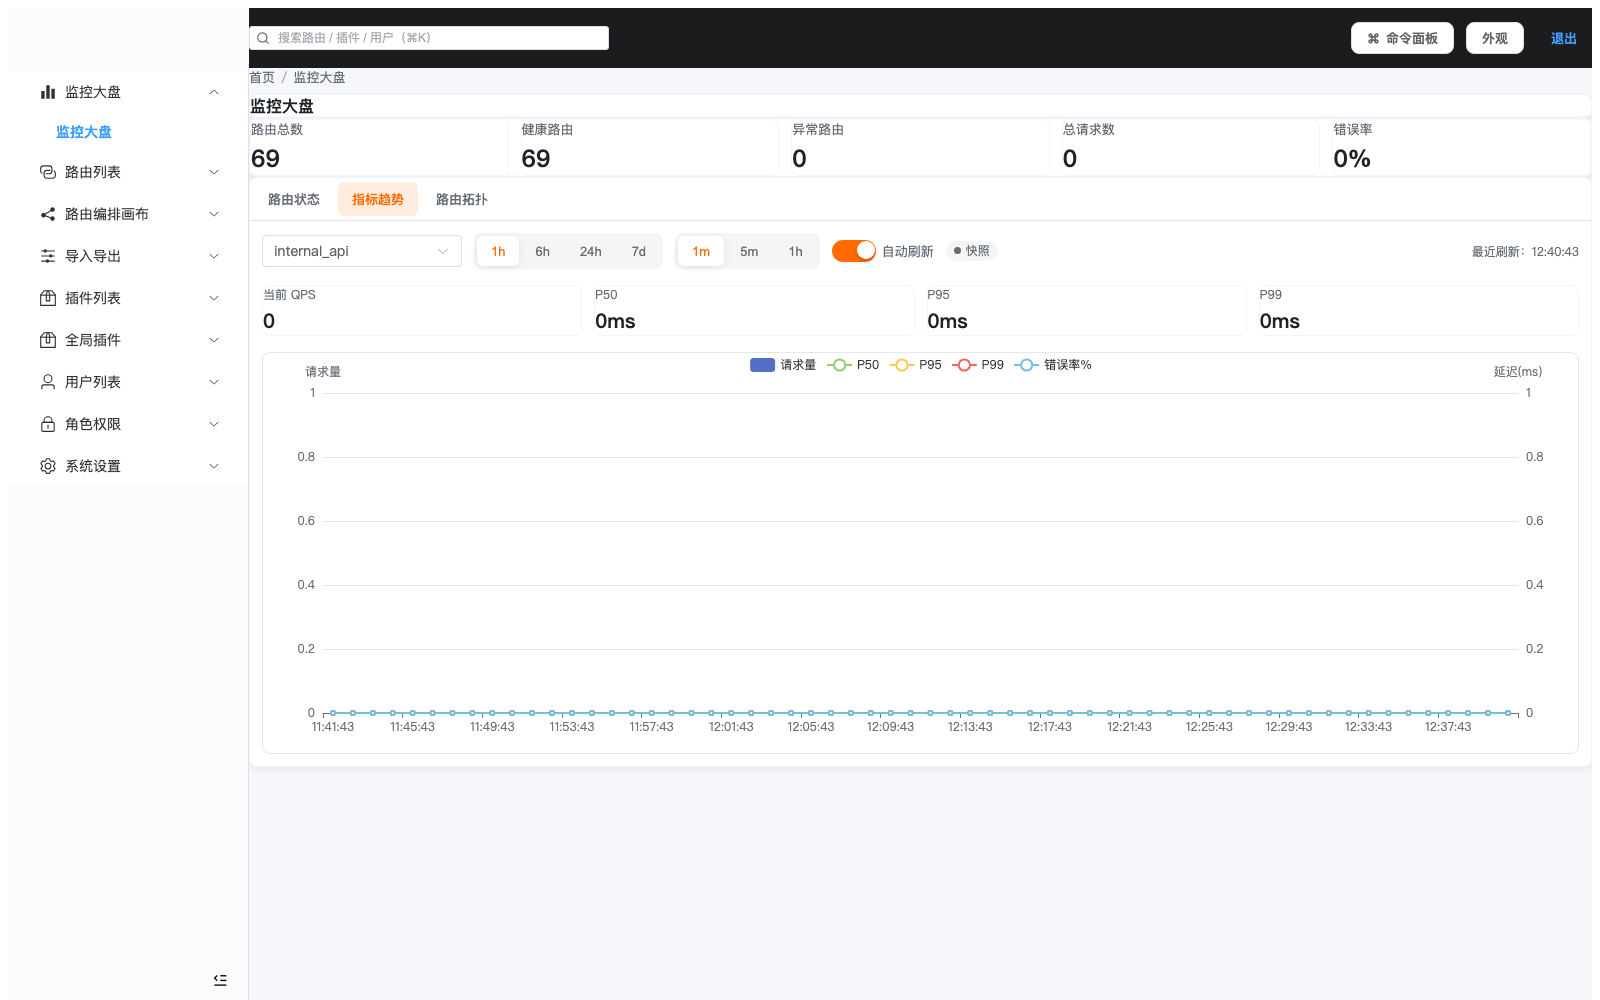 搜索路由 / 插件 / 用户（⌘K）
⌘ 命令面板
外观
退出
监控大盘
监控大盘
路由列表
路由编排画布
导入导出
插件列表
全局插件
用户列表
角色权限
系统设置
首页 / 监控大盘
监控大盘
路由总数
69
健康路由
69
异常路由
0
总请求数
0
错误率
0%
路由状态
指标趋势
路由拓扑
internal_api
1h 6h 24h 7d
1m 5m 1h
自动刷新
快照
最近刷新：12:40:43
当前 QPS
0
P50
0ms
P95
0ms
P99
0ms
请求量 P50 P95 P99 错误率%
请求量
延迟(ms)
1
0.8
0.6
0.4
0.2
0
1
0.8
0.6
0.4
0.2
0
11:41:43 11:45:43 11:49:43 11:53:43 11:57:43 12:01:43 12:05:43 12:09:43 12:13:43 12:17:43 12:21:43 12:25:43 12:29:43 12:33:43 12:37:43